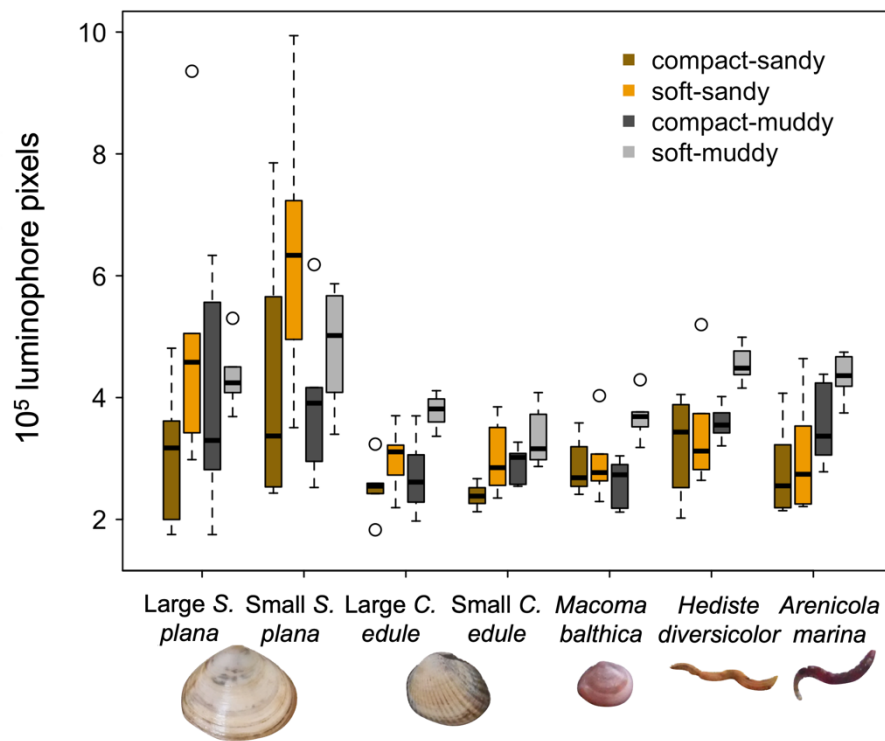 10
8
6
4
2
10⁵ luminophore pixels
compact-sandy
soft-sandy
compact-muddy
soft-muddy
Large S. plana
Small S. plana
Large C. edule
Small C. edule
Macoma balthica
Hediste diversicolor
Arenicola marina